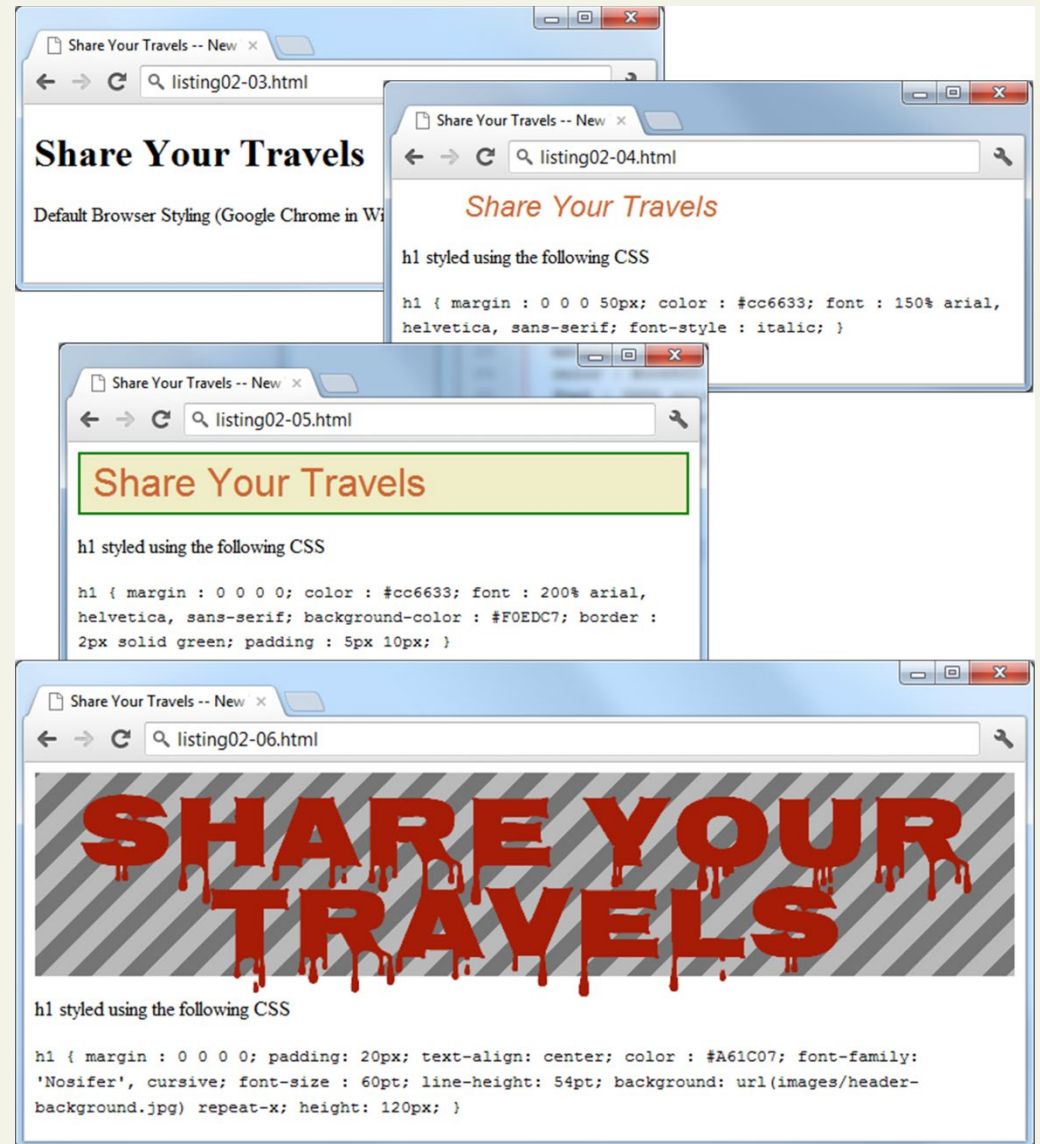 Share Your Travels -- New
listing02-03.html
Share Your Travels
Default Browser Styling (Google Chrome in Wi
Share Your Travels -- New
listing02-04.html
Share Your Travels
h1 styled using the following CSS
h1 { margin : 0 0 0 50px; color : #cc6633; font : 150% arial,
helvetica, sans-serif; font-style : italic; }
Share Your Travels -- New
listing02-05.html
Share Your Travels
h1 styled using the following CSS
h1 { margin : 0 0 0 0; color : #cc6633; font : 200% arial,
helvetica, sans-serif; background-color : #F0EDC7; border :
2px solid green; padding : 5px 10px; }
Share Your Travels -- New
listing02-06.html
SHARE YOUR
TRAVELS
h1 styled using the following CSS
h1 { margin : 0 0 0 0; padding: 20px; text-align: center; color : #A61C07; font-family:
'Nosifer', cursive; font-size : 60pt; line-height: 54pt; background: url(images/header-
background.jpg) repeat-x; height: 120px; }